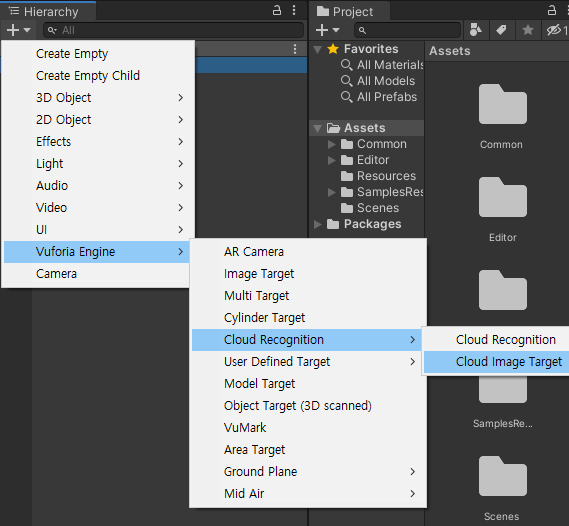 Hierarchy
Project
All
1
Create Empty
Create Empty Child
3D Object
2D Object
Effects
Light
Audio
Video
UI
Vuforia Engine
Camera
AR Camera
Image Target
Multi Target
Cylinder Target
Cloud Recognition
User Defined Target
Model Target
Object Target (3D scanned)
VuMark
Area Target
Ground Plane
Mid Air
Cloud Recognition
Cloud Image Target
Favorites
All Materials
All Models
All Prefabs
Assets
Common
Editor
Resources
SamplesRes
Scenes
Packages
Assets
Common
Editor
SamplesRe...
Scenes